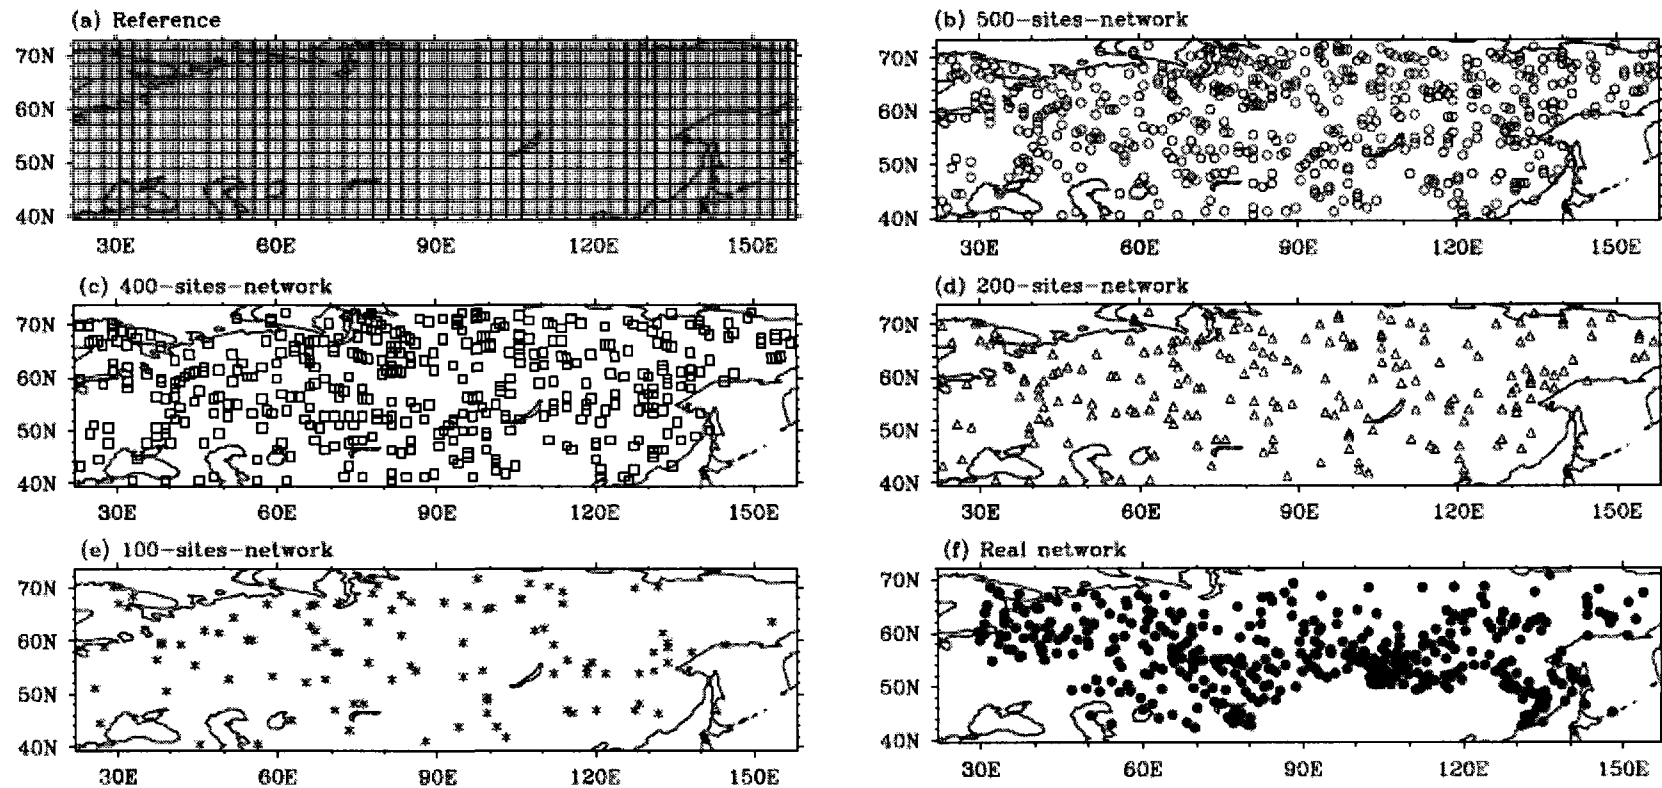 (a) Reference
70N
60N
50N
40N
30E 60E 90E 120E 150E
(b) 500-sites-network
70N
60N
50N
40N
30E 60E 90E 120E 150E
(c) 400-sites-network
70N
60N
50N
40N
30E 60E 90E 120E 150E
(d) 200-sites-network
70N
60N
50N
40N
30E 60E 90E 120E 150E
(e) 100-sites-network
70N
60N
50N
40N
30E 60E 90E 120E 150E
(f) Real network
70N
60N
50N
40N
30E 60E 90E 120E 150E